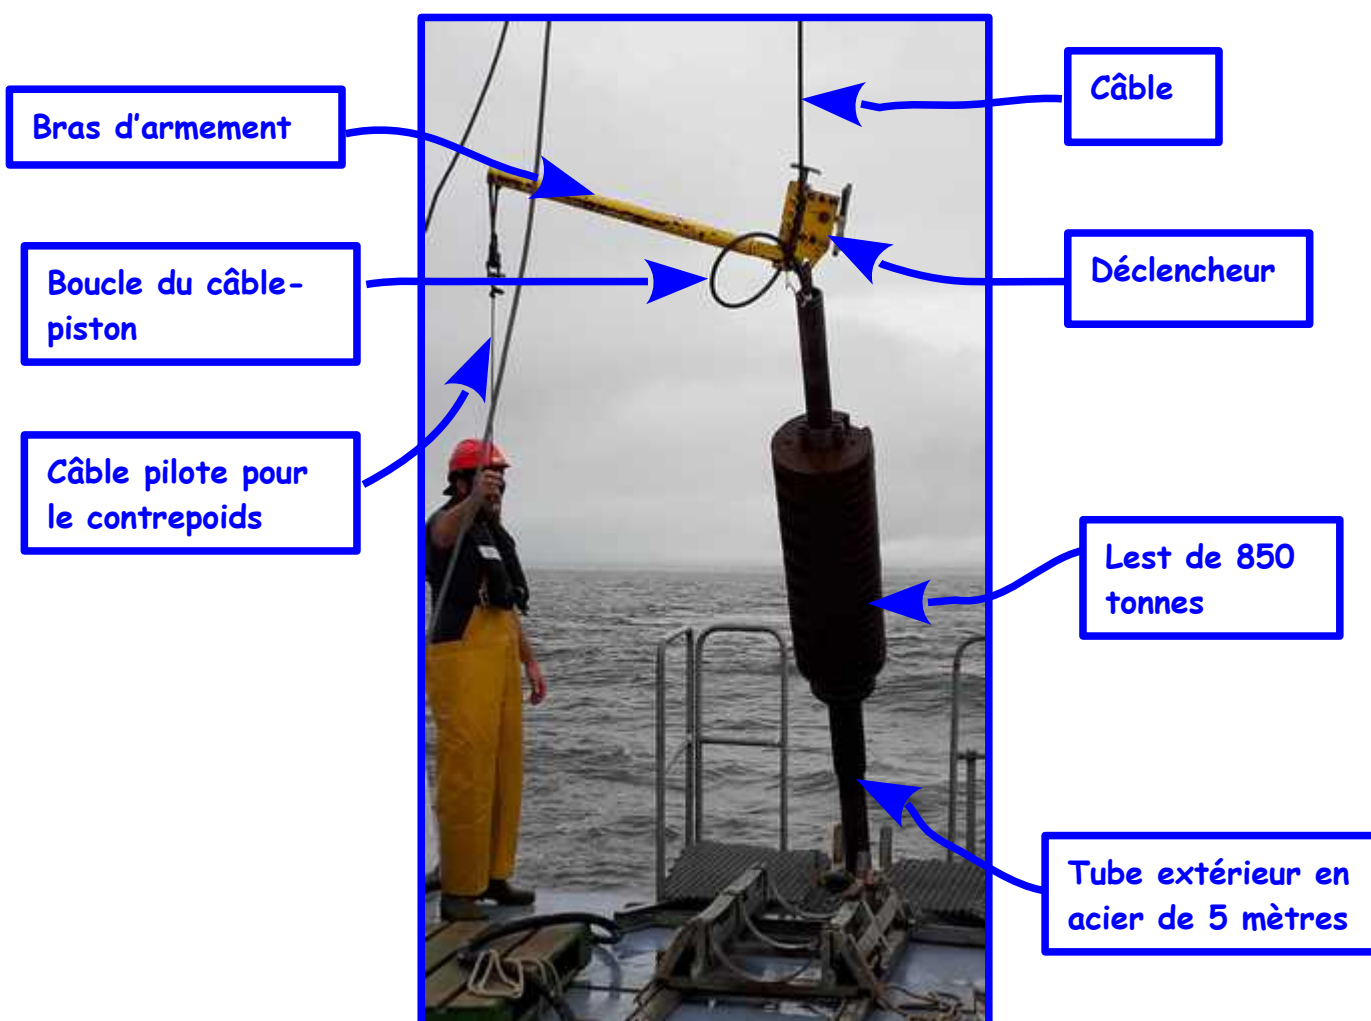 Bras d'armement
Boucle du câble-
piston
Câble pilote pour
le contrepoids
Câble
Déclencheur
Lest de 850
tonnes
Tube extérieur en
acier de 5 mètres